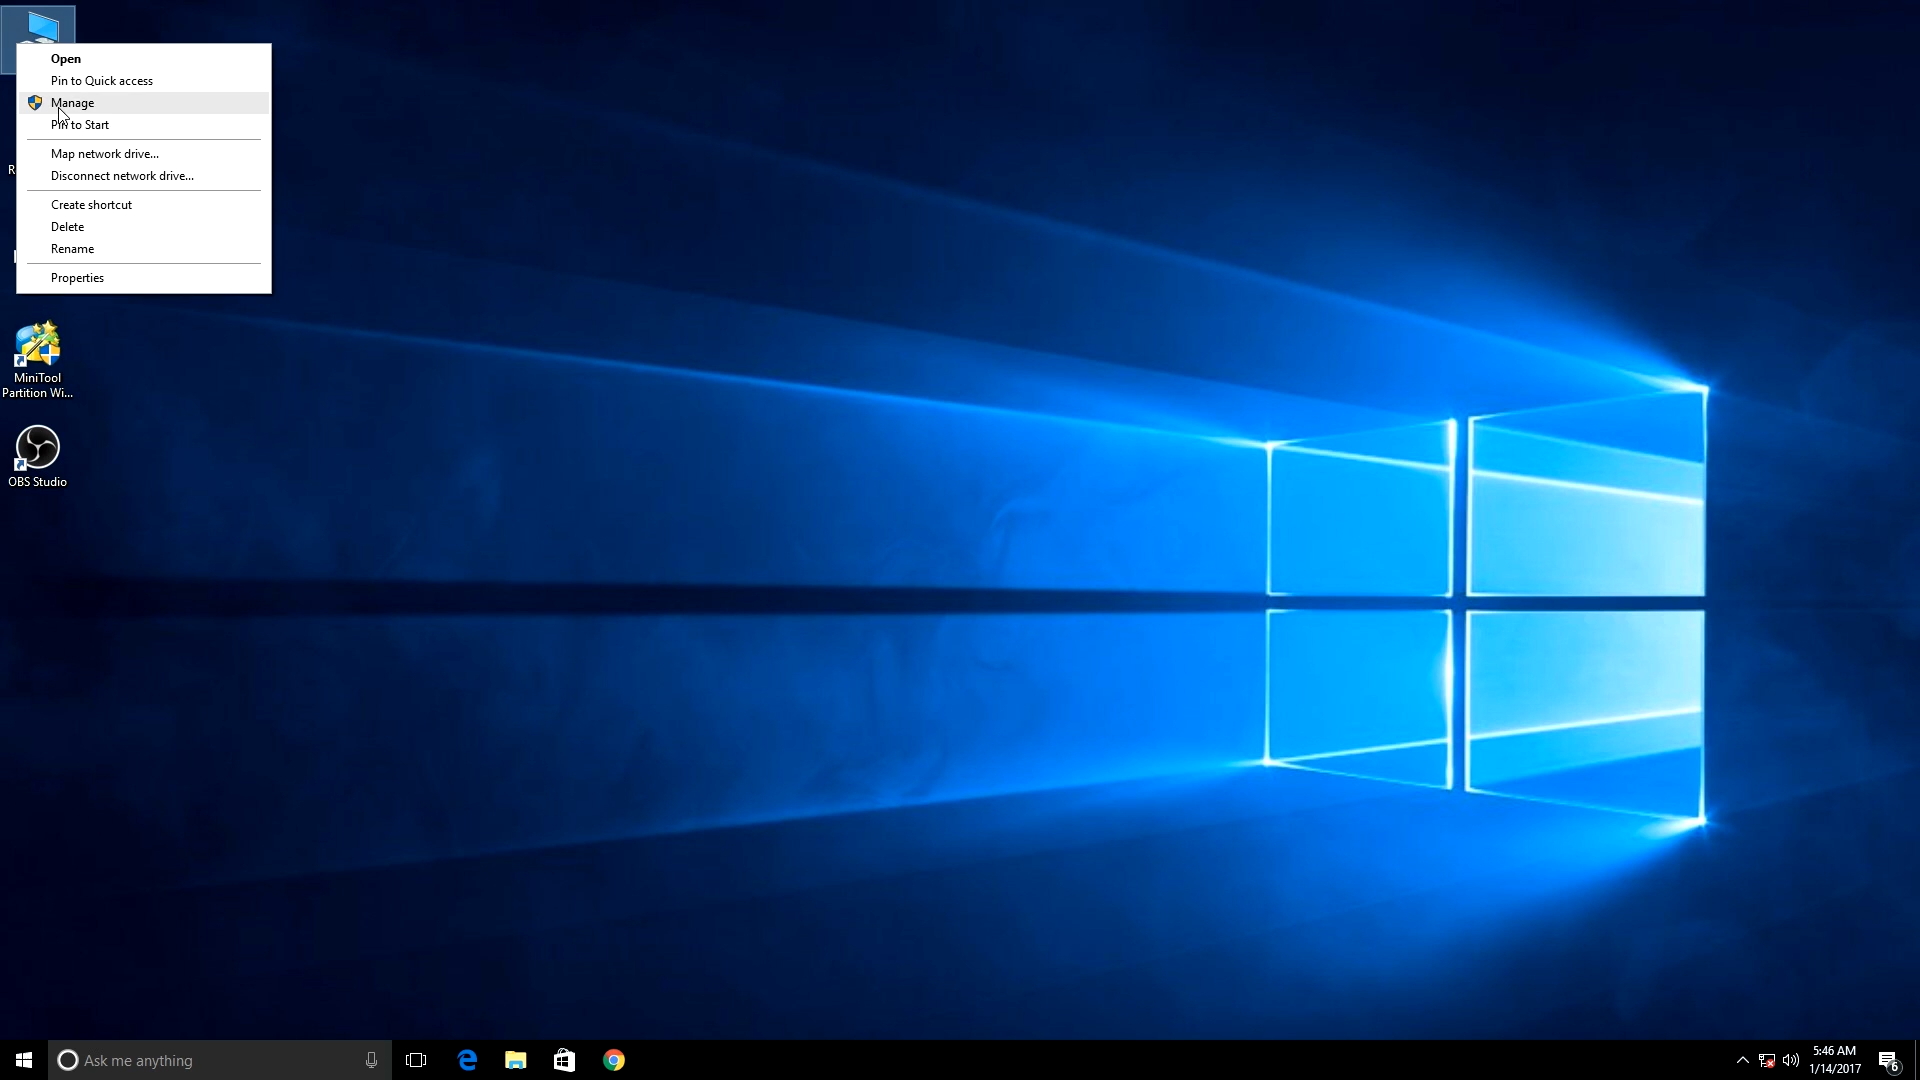 Open
Pin to Quick access
Manage
Pin to Start
Map network drive...
Disconnect network drive...
Create shortcut
Delete
Rename
Properties
R
MiniTool
Partition Wi...
OBS Studio
Ask me anything
5:46 AM
1/14/2017
6